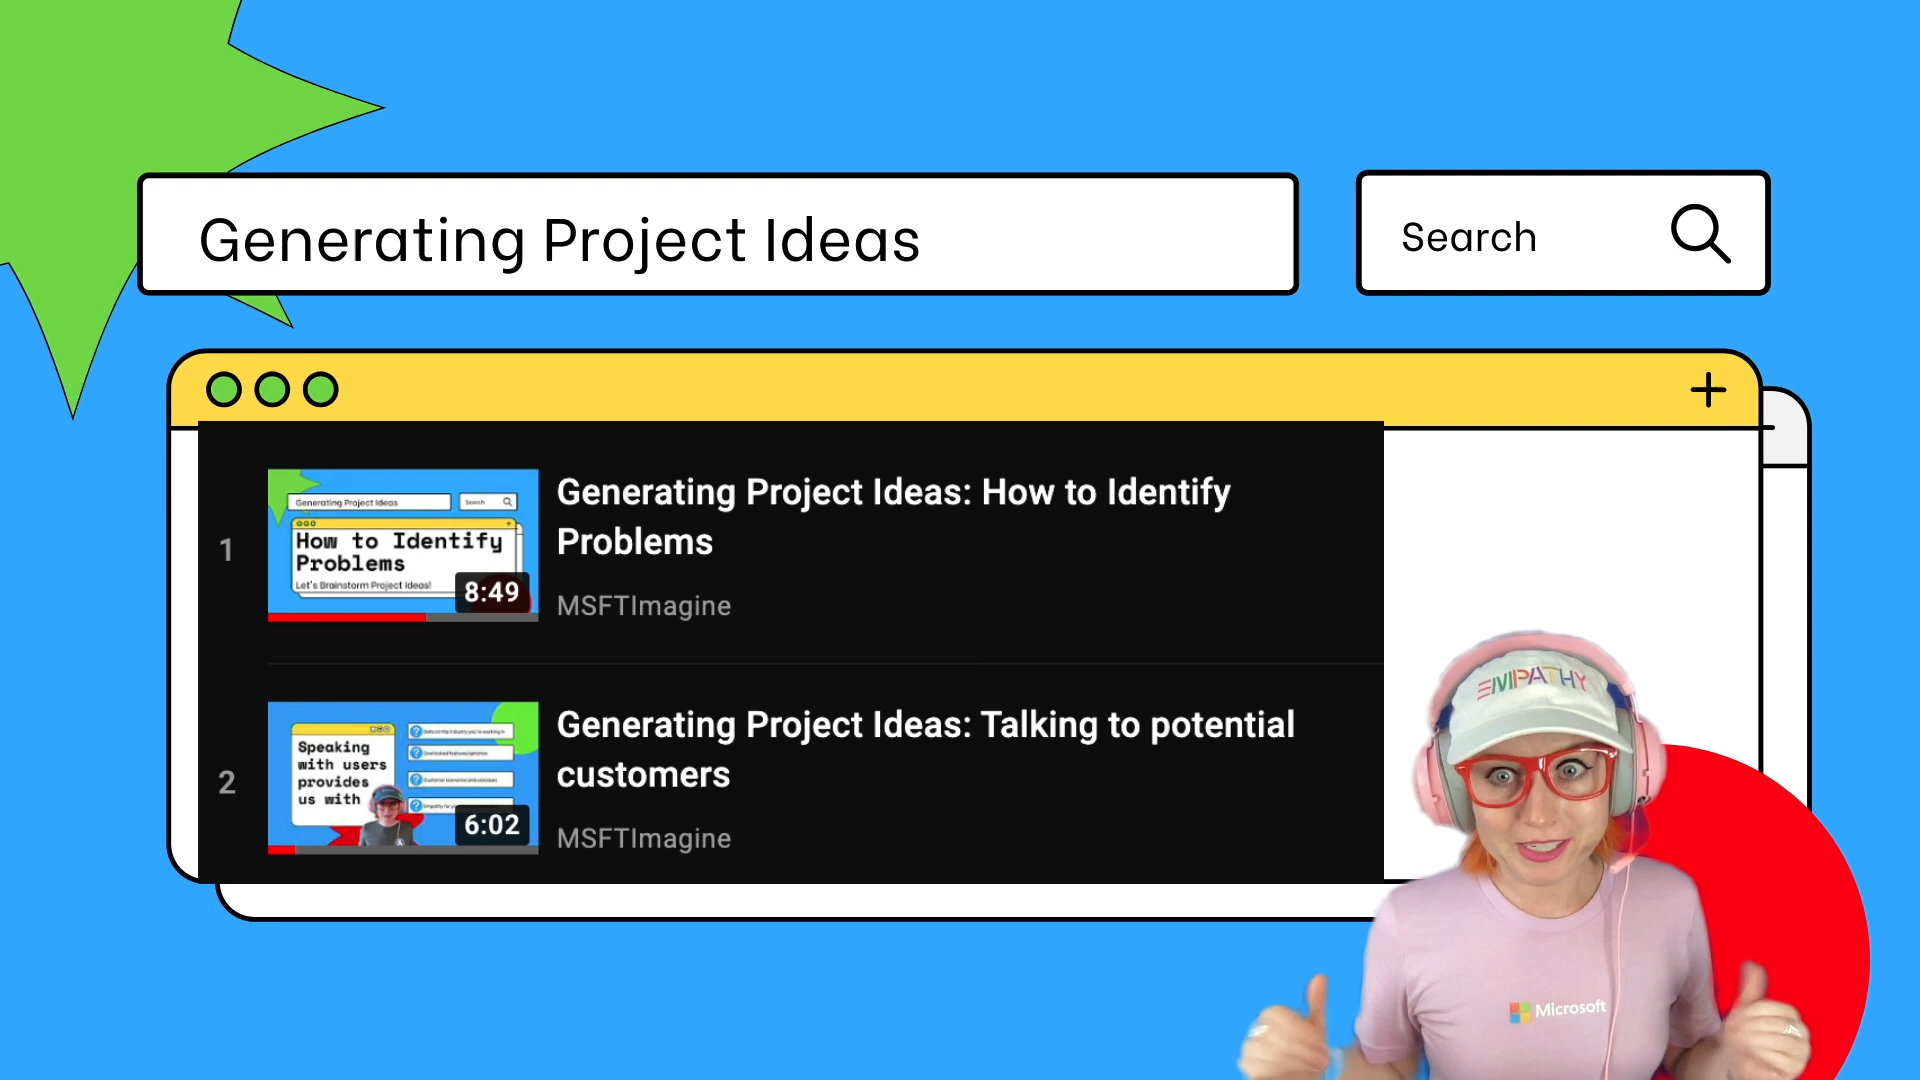 Generating Project Ideas
Search
1
Generating Project Ideas
Search
How to Identify
Problems
Let's Brainstorm Project Ideas!
8:49
Generating Project Ideas: How to Identify
Problems
MSFTImagine
2
Speaking
with users
provides
us with
6:02
Generating Project Ideas: Talking to potential
customers
MSFTImagine
EMPATHY
Microsoft